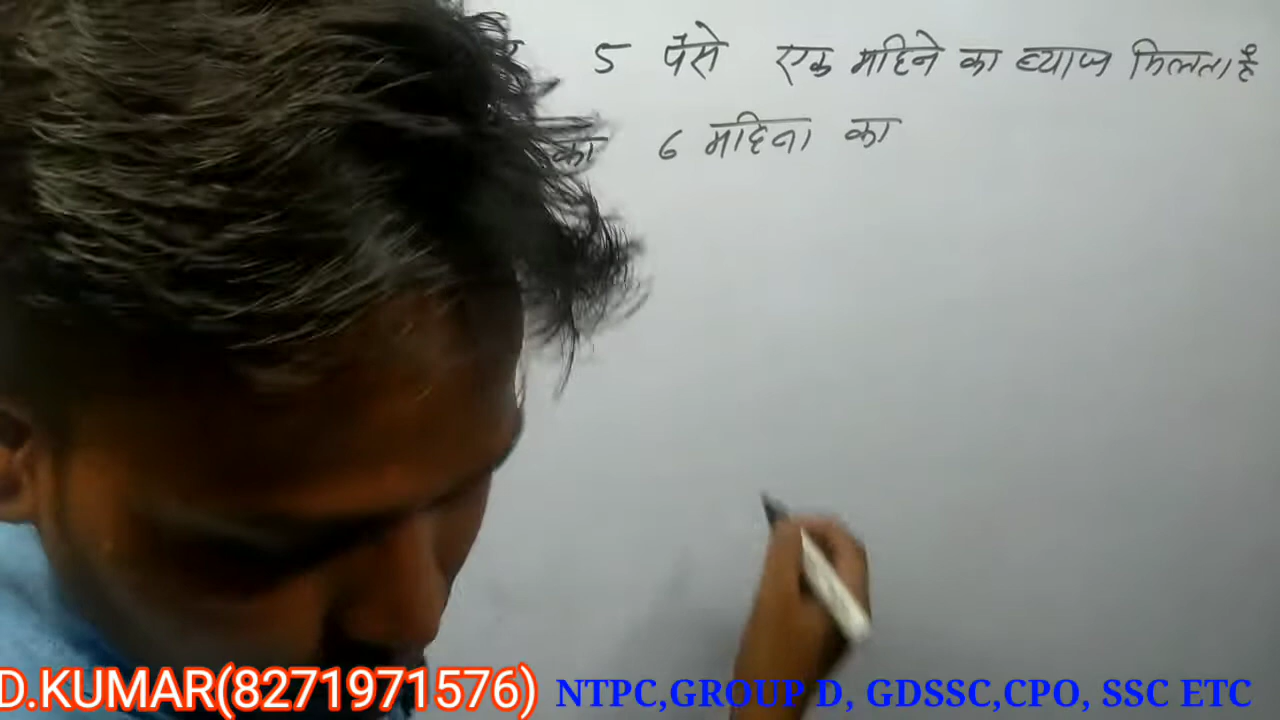 5 पैसे एक महिने का ब्याज मिलता है
का 6 महिना का
D.KUMAR(8271971576) NTPC,GROUP D, GDSSC,CPO, SSC ETC